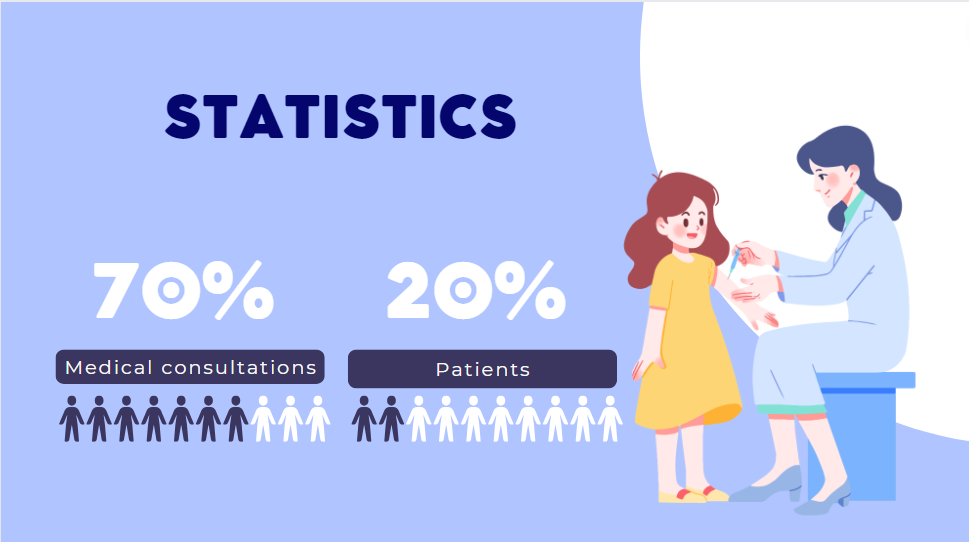 STATISTICS
70%
20%
Medical consultations
Patients